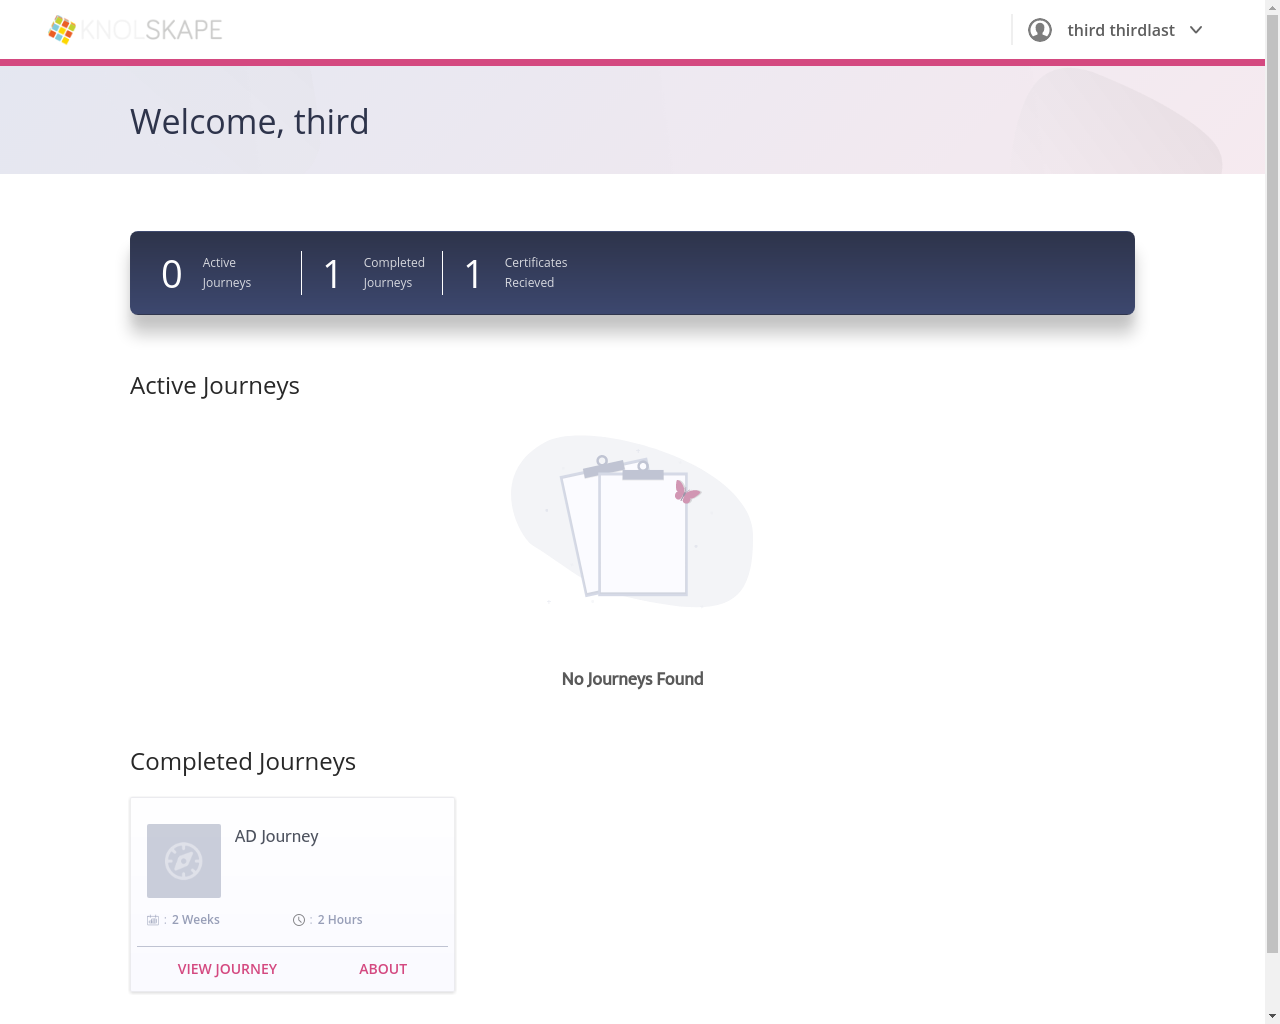 KNOLSKAPE
third thirdlast
Welcome, third
0
Active
Journeys
1
Completed
Journeys
1
Certificates
Recieved
Active Journeys
No Journeys Found
Completed Journeys
AD Journey
: 2 Weeks
: 2 Hours
VIEW JOURNEY
ABOUT